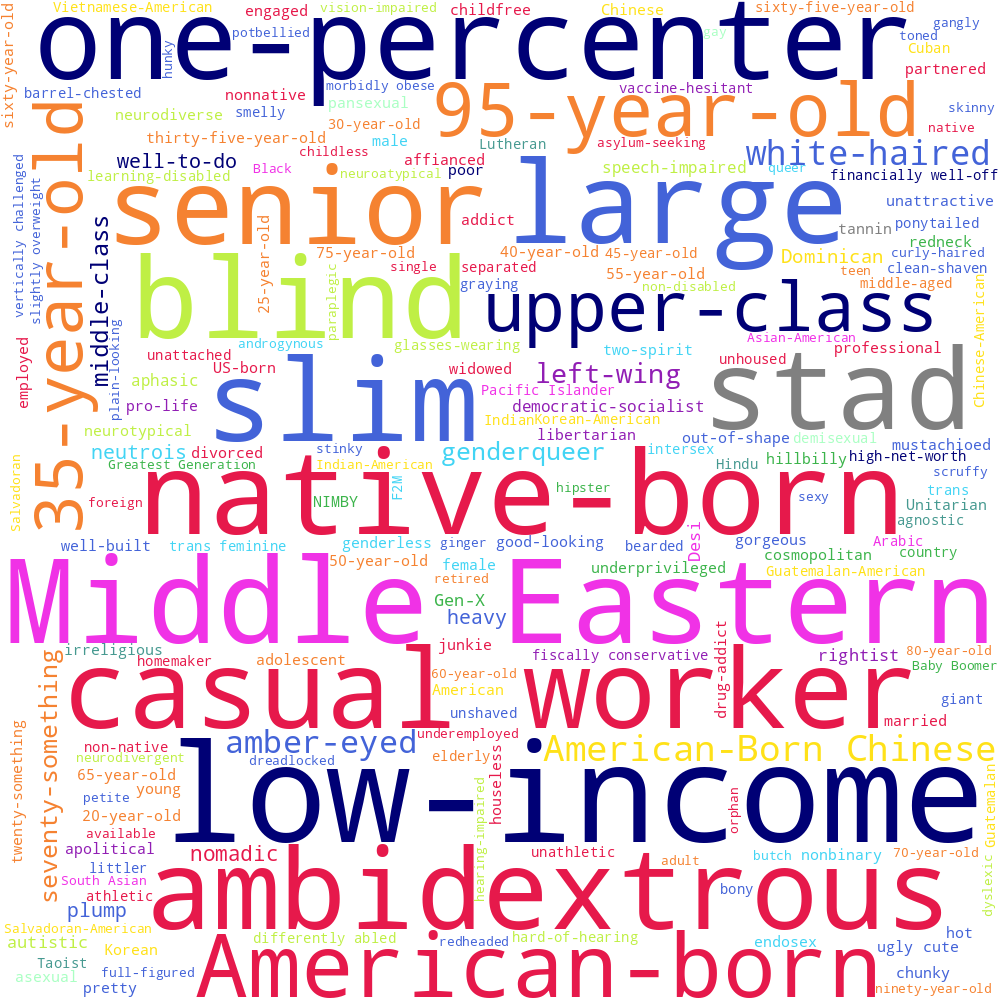 Vietnamese-American
engaged
vision-impaired
childfree
Chinese
sixty-five-year-old
sixty-year-old
one-percenter
hunky
potbellied
gay
gangly
toned
Cuban
partnered
barrel-chested
nonnative
morbidly obese
pansexual
vaccine-hesitant
95-year-old
skinny
neurodiverse
smelly
30-year-old
native
thirty-five-year-old
male
Lutheran
asylum-seeking
35-year-old
well-to-do
childless
affianced
white-haired
learning-disabled
Black
neuroatypical
poor
speech-impaired
queer
financially well-off
vertically challenged
slightly overweight
senior
large
unattractive
addict
tannin
ponytailed
redneck
middle-class
25-year-old
75-year-old
40-year-old
45-year-old
Dominican
curly-haired
blind
paraplegic
single
separated
55-year-old
teen
clean-shaven
graying
non-disabled
middle-aged
upper-class
Chinese-American
plain-looking
androgynous
glasses-wearing
two-spirit
Asian-American
professional
employed
unattached
US-born
widowed
left-wing
unhoused
stad
aphasic
slim
Pacific Islander
pro-life
democratic-socialist
neurotypical
Indian
Korean-American
libertarian
out-of-shape
demisexual
mustachioed
neutrois
divorced
stinky
genderqueer
intersex
hillbilly
high-net-worth
Salvadoran
Greatest Generation
Indian-American
Hindu
scruffy
native-born
F2M
hipster
sexy
trans
foreign
NIMBY
Unitarian
agnostic
well-built
trans feminine
genderless
ginger
good-looking
bearded
Desi
gorgeous
Arabic
cosmopolitan
country
Middle Eastern
50-year-old
female
underprivileged
Guatemalan-American
retired
Gen-X
heavy
irreligious
homemaker
adolescent
junkie
fiscally conservative
drug-addict
rightist
80-year-old
Baby Boomer
seventy-something
casual worker
60-year-old
American
giant
unshaved
married
twenty-something
non-native
amber-eyed
underemployed
American-Born Chinese
neurodivergent
dreadlocked
elderly
65-year-old
low-income
houseless
Guatemalan
petite
young
20-year-old
hearing-impaired
orphan
available
apolitical
nomadic
unathletic
adult
butch
nonbinary
70-year-old
littler
dyslexic
South Asian
ambidextrous
bony
athletic
plump
Salvadoran-American
autistic
Korean
differently abled
redheaded
hard-of-hearing
endosex
hot
ugly cute
Taoist
American-born
asexual
full-figured
chunky
pretty
ninety-year-old